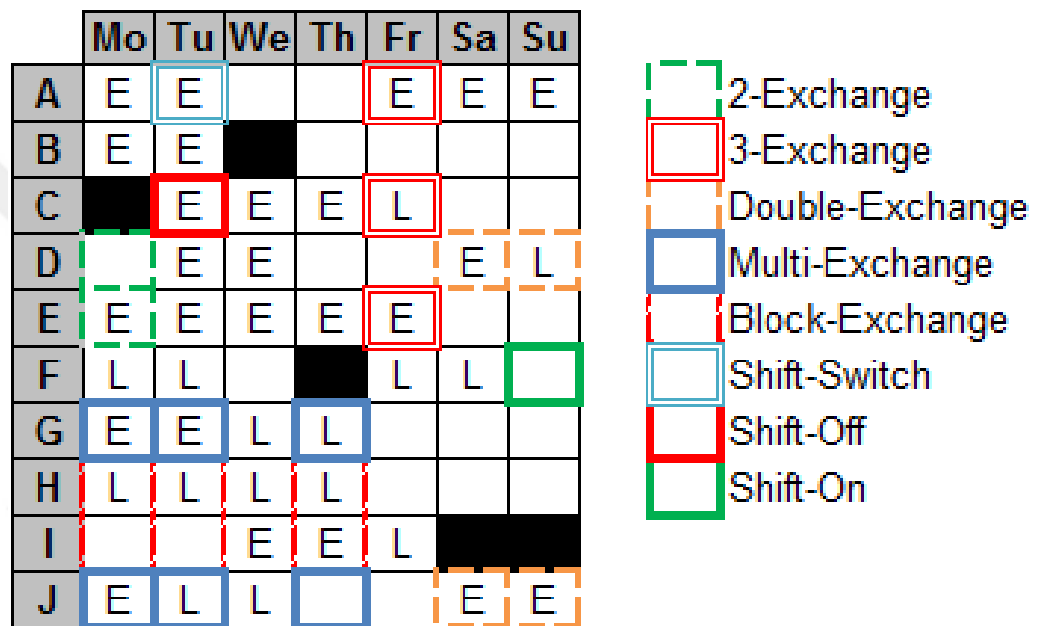 Mo Tu We Th Fr Sa Su
A E E E E E
2-Exchange
B E E
3-Exchange
C E E E L
Double-Exchange
D E E E L
Multi-Exchange
E E E E E E
Block-Exchange
F L L L L
Shift-Switch
G E E L L
Shift-Off
H L L L L
Shift-On
I E E L
J E L L E E